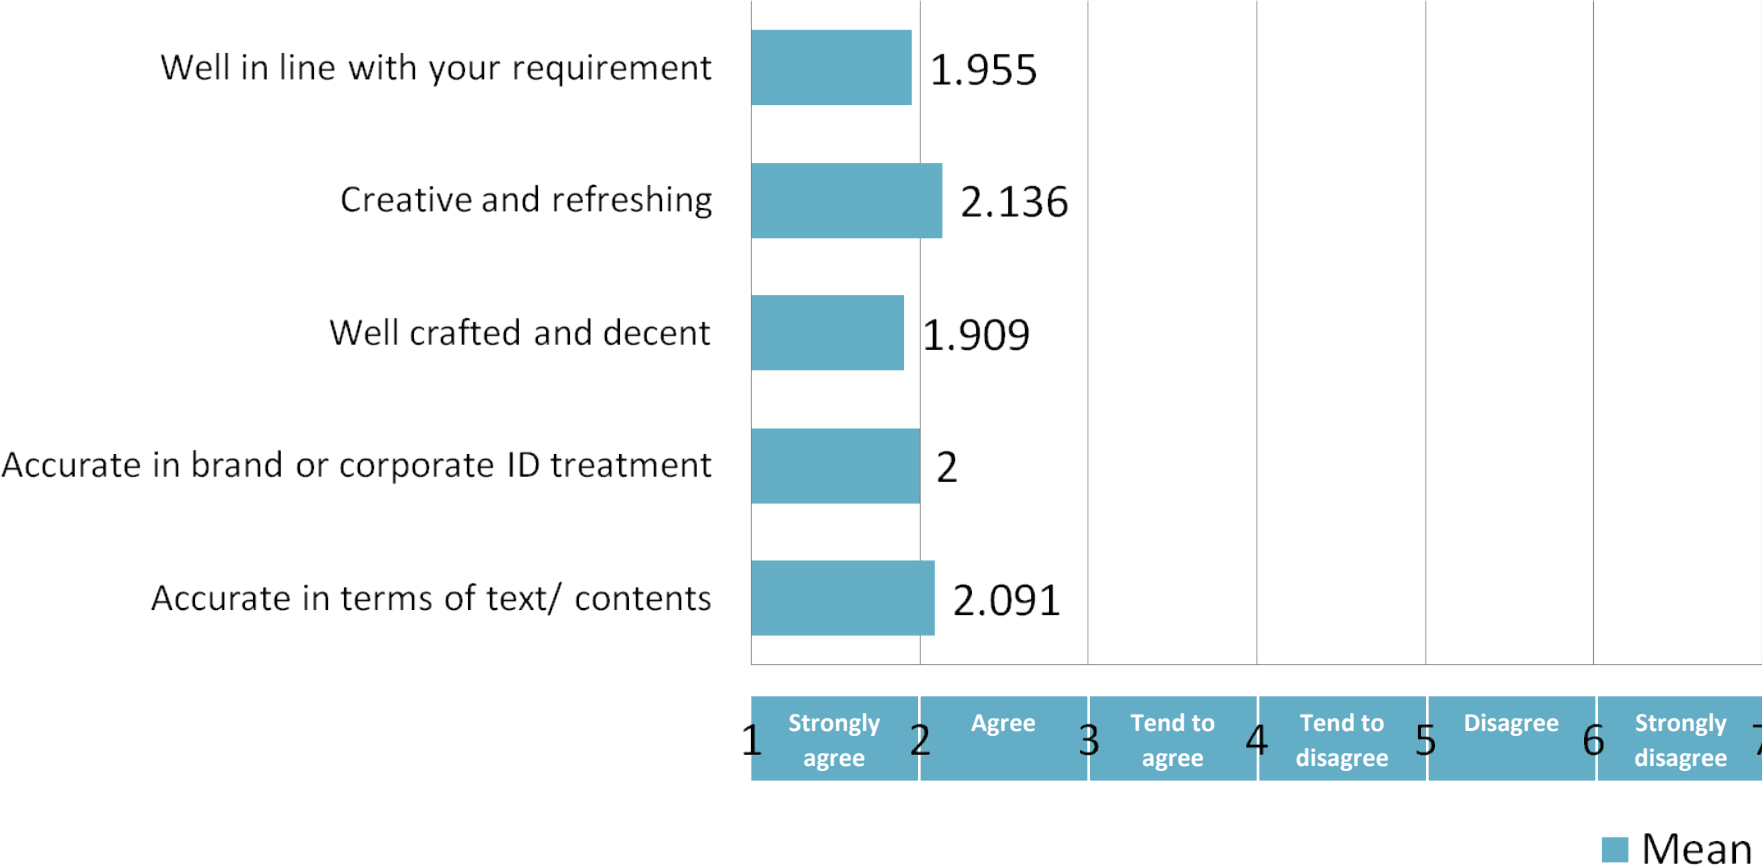 Well in line with your requirement
1.955
Creative and refreshing
2.136
Well crafted and decent
1.909
Accurate in brand or corporate ID treatment
2
Accurate in terms of text/ contents
2.091
1 Strongly agree 2 Agree 3 Tend to agree 4 Tend to disagree 5 Disagree 6 Strongly disagree 7
Mean